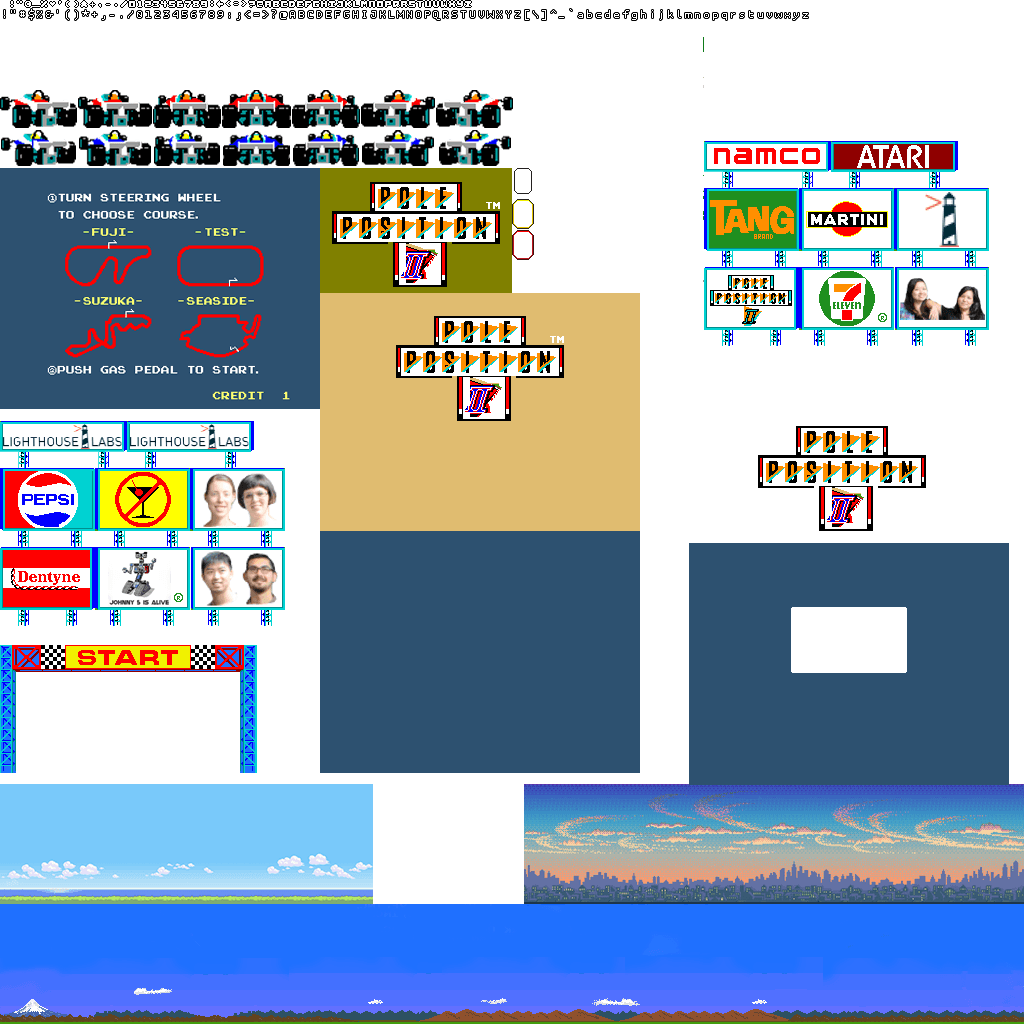 !"#$%&'()*+,-./0123456789:;<=>?@ABCDEFGHIJKLMNOPQRSTUVWXYZ[\]^_`abcdefghijklmnopqrstuvwxyz
namco ATARI
①TURN STEERING WHEEL
TO CHOOSE COURSE.
-FUJI- -TEST-
-SUZUKA- -SEASIDE-
②PUSH GAS PEDAL TO START.
CREDIT 1
POLE
POSITION
II
TM
POLE
POSITION
II
TM
TANG
BRAND
MARTINI
POLE
POSITION
II
7
ELEVEN
®
LIGHTHOUSE LABS
LIGHTHOUSE LABS
PEPSI
Dentyne
JOHNNY 5 IS ALIVE
®
POLE
POSITION
II
START